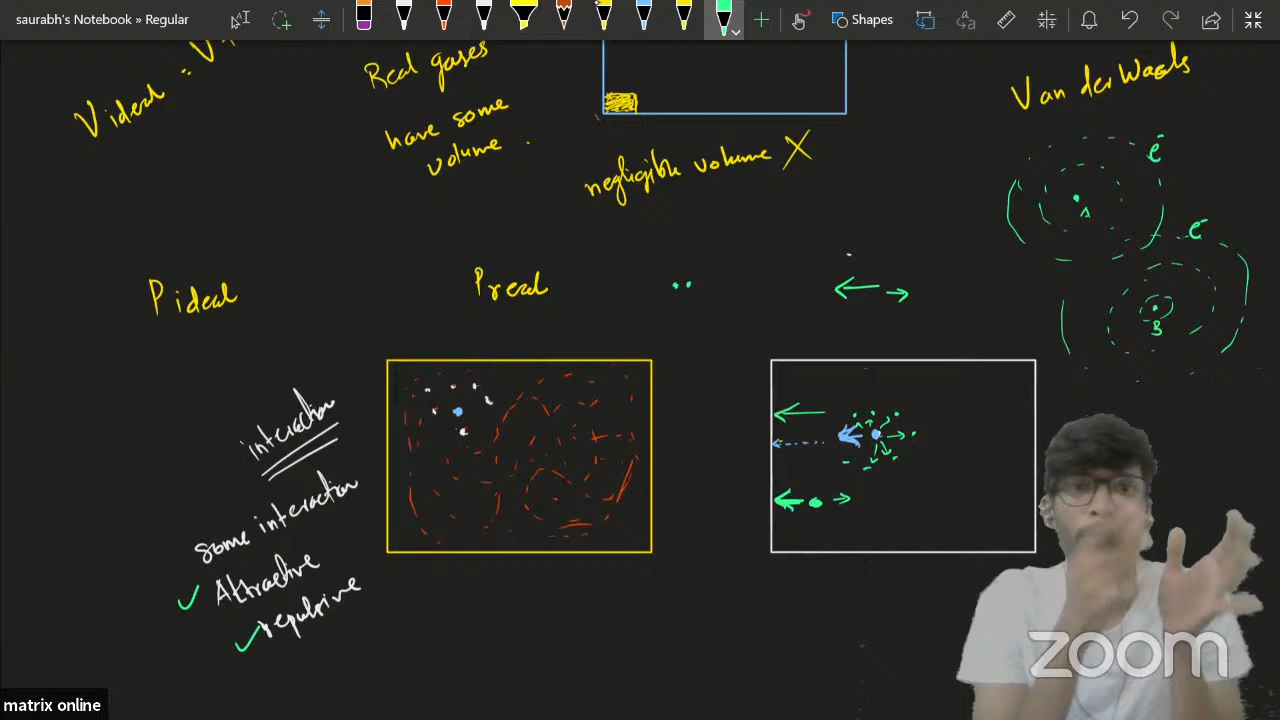 saurabh's Notebook » Regular
Shapes
Videal =
Real gases
have some
volume
negligible volume X
Van der Waals
e-
A
e-
B
P ideal
P real
interaction
some interaction
✓ Attractive
✓ repulsive
zoom
matrix online